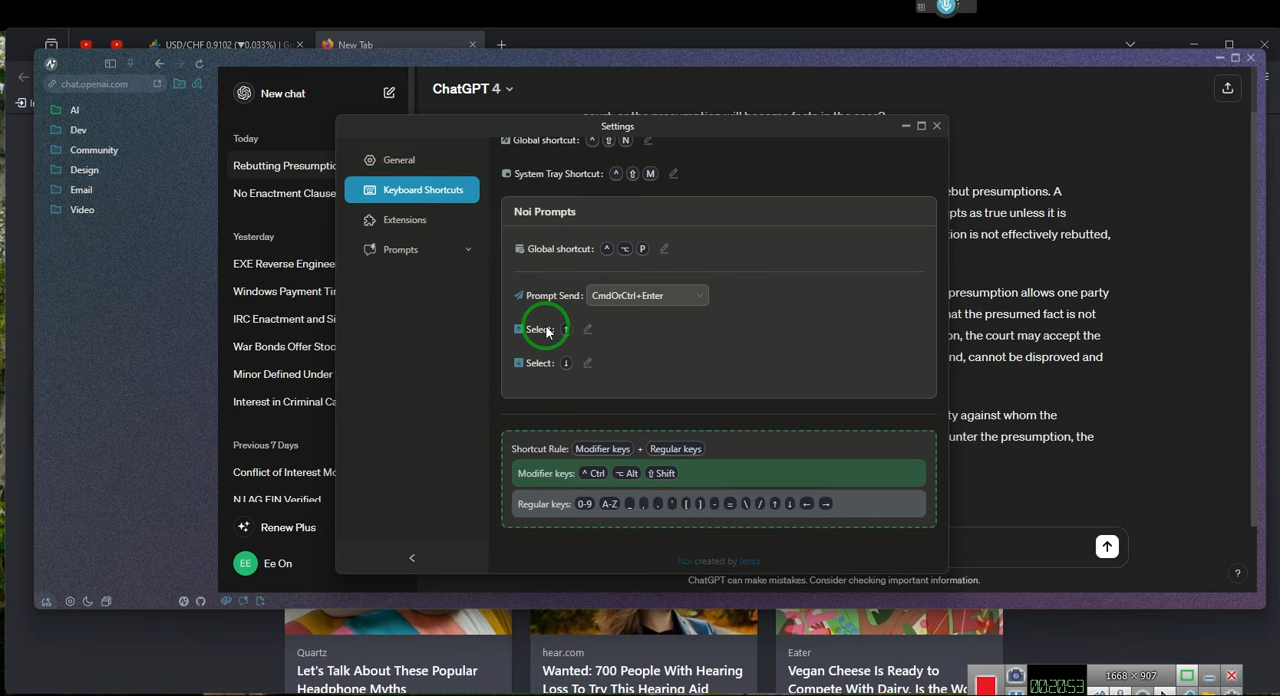 USD/CHF 0.9102 (▼0.033%) | G
New Tab
chat.openai.com
AI
Dev
Community
Design
Email
Video
New chat
Today
Rebutting Presumptio
No Enactment Clause
Yesterday
EXE Reverse Enginee
Windows Payment Ti
IRC Enactment and Si
War Bonds Offer Stoc
Minor Defined Under
Interest in Criminal Ca
Previous 7 Days
Conflict of Interest Mo
NJ AG FIN Verified
Renew Plus
EE
Ee On
ChatGPT 4
Settings
General
Keyboard Shortcuts
Extensions
Prompts
Global shortcut: ^ ⇧ N
System Tray Shortcut: ^ ⇧ M
Noi Prompts
Global shortcut: ^ ⌥ P
Prompt Send: CmdOrCtrl+Enter
Select: ↑
Select: ↓
Shortcut Rule: Modifier keys + Regular keys
Modifier keys: ^ Ctrl ⌥ Alt ⇧ Shift
Regular keys: 0-9 A-Z _ , . ' [ ] - = \ / ↑ ↓ ← →
Noi created by lencx
but presumptions. A
pts as true unless it is
ion is not effectively rebutted,
presumption allows one party
at the presumed fact is not
n, the court may accept the
nd, cannot be disproved and
ty against whom the
unter the presumption, the
ChatGPT can make mistakes. Consider checking important information.
?
Quartz
Let's Talk About These Popular
Headphone Myths
hear.com
Wanted: 700 People With Hearing
Loss To Try This Hearing Aid
Eater
Vegan Cheese Is Ready to
Compete With Dairy. Is the Wo
1668 × 907
00:20:53